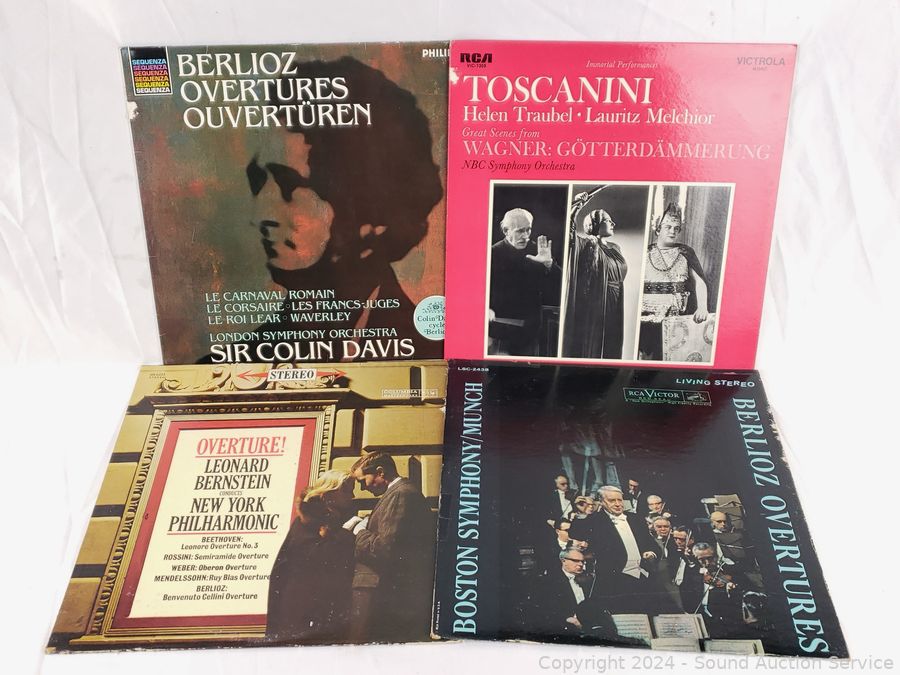 SEQUENZA
SEQUENZA
SEQUENZA
SEQUENZA
SEQUENZA
SEQUENZA
BERLIOZ
OVERTURES
OUVERTÜREN
LE CARNAVAL ROMAIN
LE CORSAIRE ◦ LES FRANCS-JUGES
LE ROI LEAR ◦ WAVERLEY
LONDON SYMPHONY ORCHESTRA
SIR COLIN DAVIS
RCA
Immortal Performances
VICTROLA
TOSCANINI
Helen Traubel • Lauritz Melchior
Great Scenes from
WAGNER: GÖTTERDÄMMERUNG
NBC Symphony Orchestra
STEREO
COLUMBIA
OVERTURE!
LEONARD
BERNSTEIN
CONDUCTS
NEW YORK
PHILHARMONIC
BEETHOVEN:
Leonore Overture No. 3
ROSSINI: Semiramide Overture
WEBER: Oberon Overture
MENDELSSOHN: Ruy Blas Overture
BERLIOZ:
Benvenuto Cellini Overture
LSC-2438
LIVING STEREO
RCA VICTOR
BOSTON SYMPHONY/MUNCH
BERLIOZ OVERTURES
Copyright 2024 - Sound Auction Service